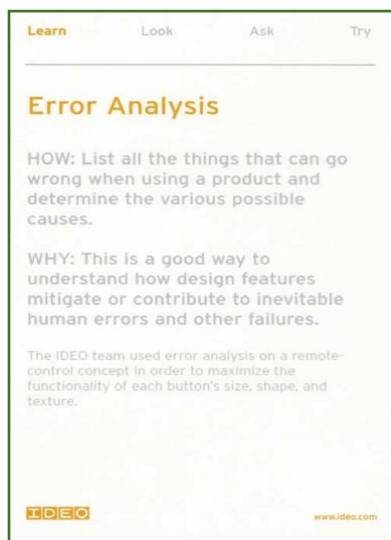 Learn Look Ask Try
Error Analysis
HOW: List all the things that can go
wrong when using a product and
determine the various possible
causes.
WHY: This is a good way to
understand how design features
mitigate or contribute to inevitable
human errors and other failures.
The IDEO team used error analysis on a remote-
control concept in order to maximize the
functionality of each button's size, shape, and
texture.
IDEO www.ideo.com